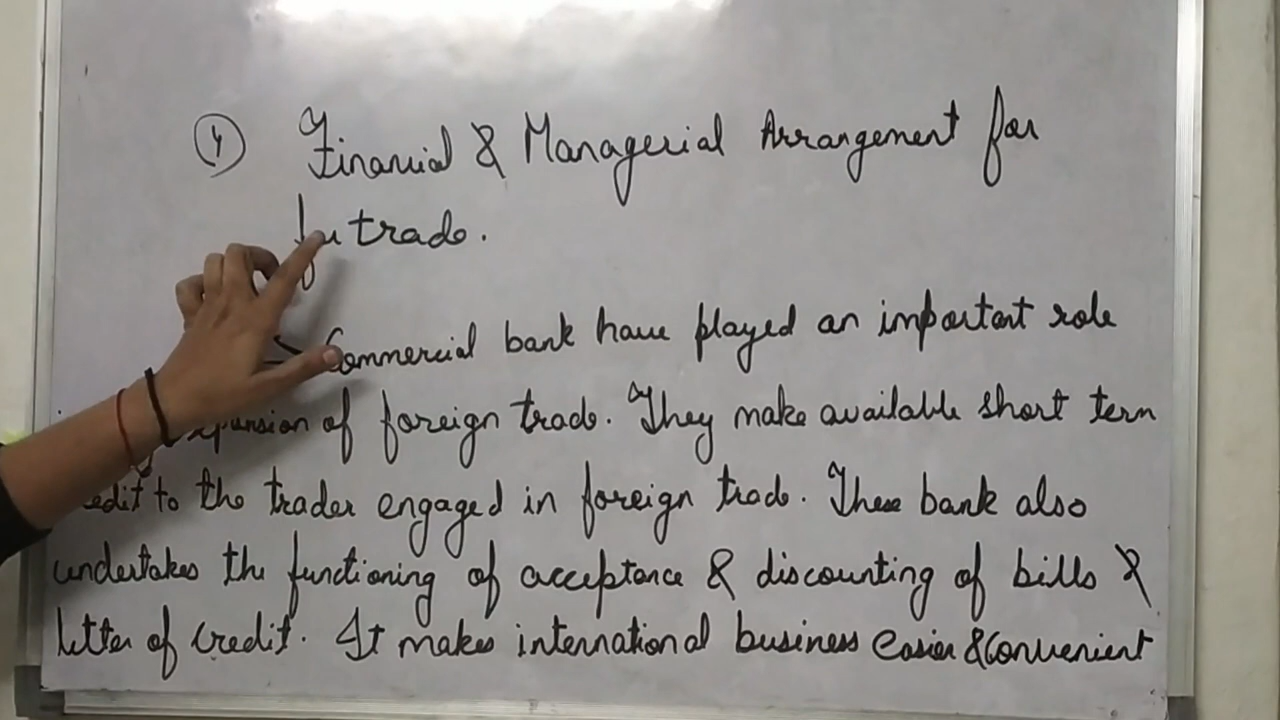 ④ Financial & Managerial Arrangement for
trade.
Commercial bank have played an important role
of foreign trade. They make available short term
to the trader engaged in foreign trade. These bank also
undertakes the functioning of acceptance & discounting of bills &
letter of credit. It makes international business easier & convenient